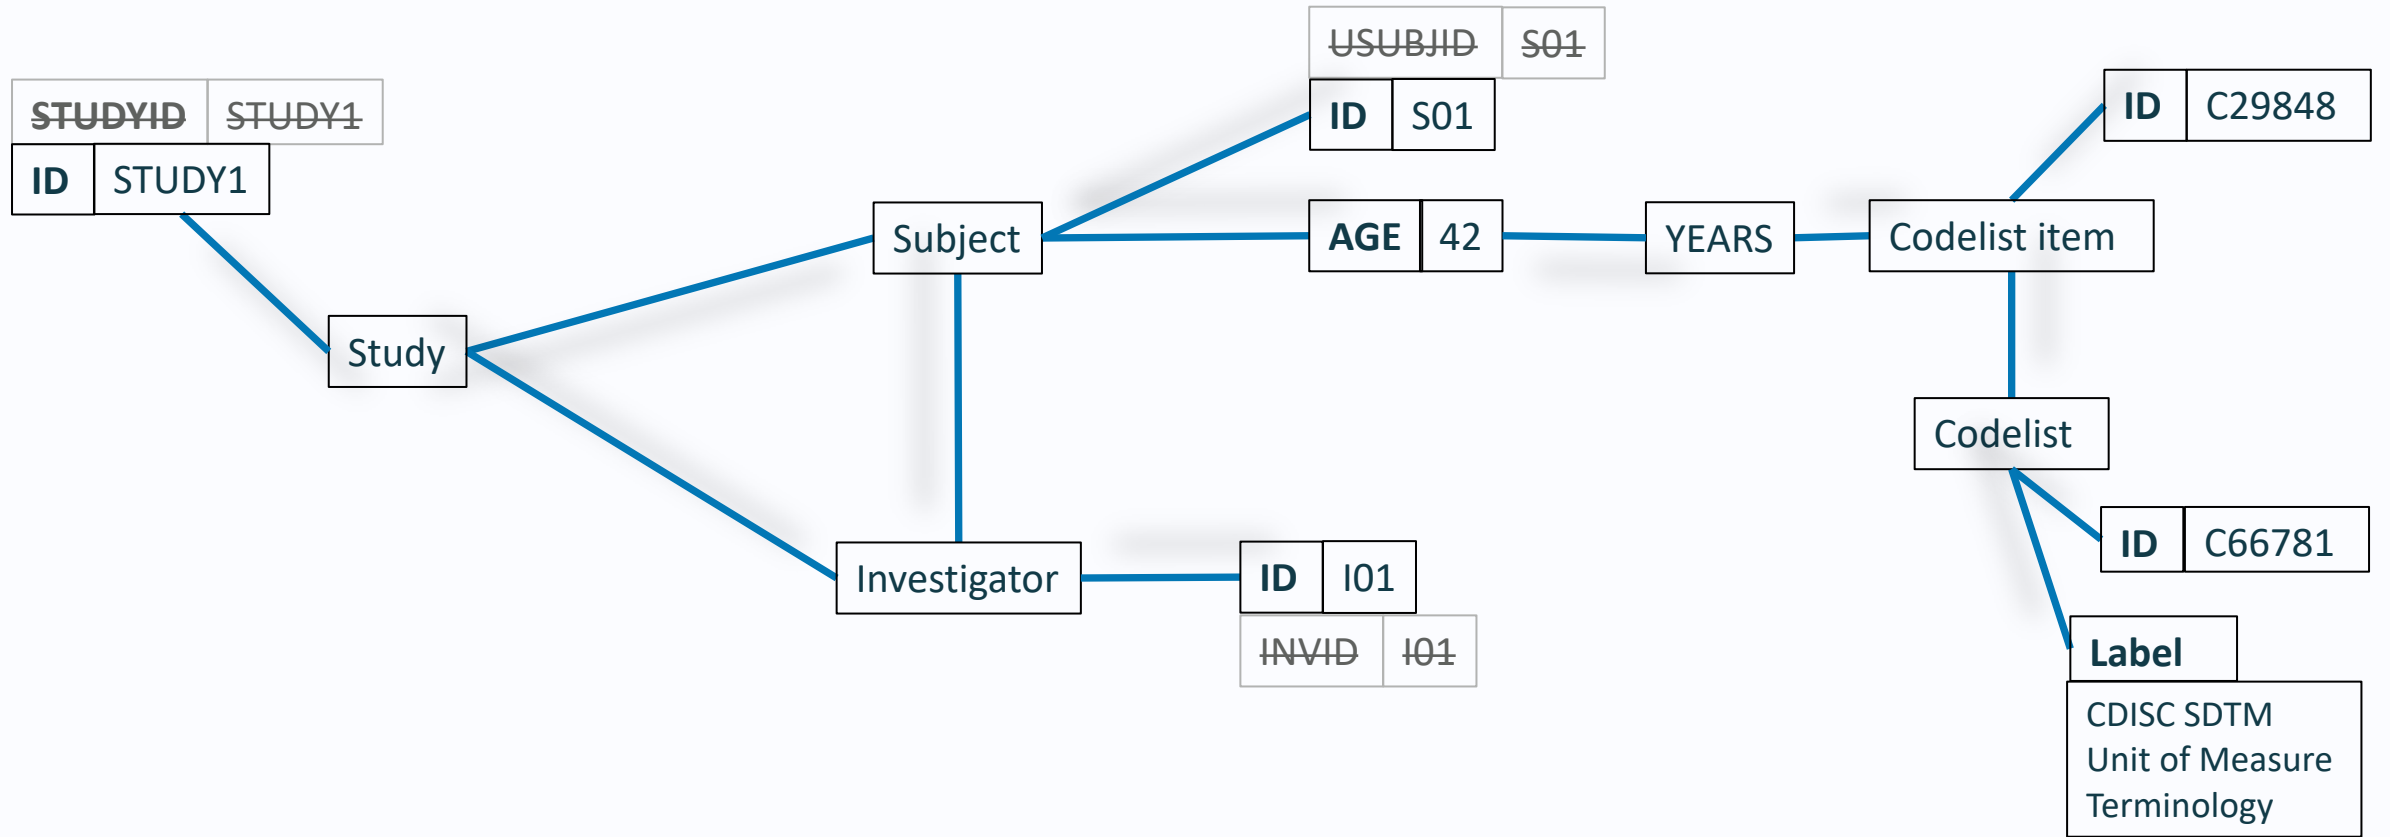 USUBJID S01
STUDYID STUDY1
ID S01
ID C29848
ID STUDY1
Subject
AGE 42
YEARS
Codelist item
Study
Codelist
ID C66781
Investigator
ID I01
INVID I01
Label
CDISC SDTM
Unit of Measure
Terminology